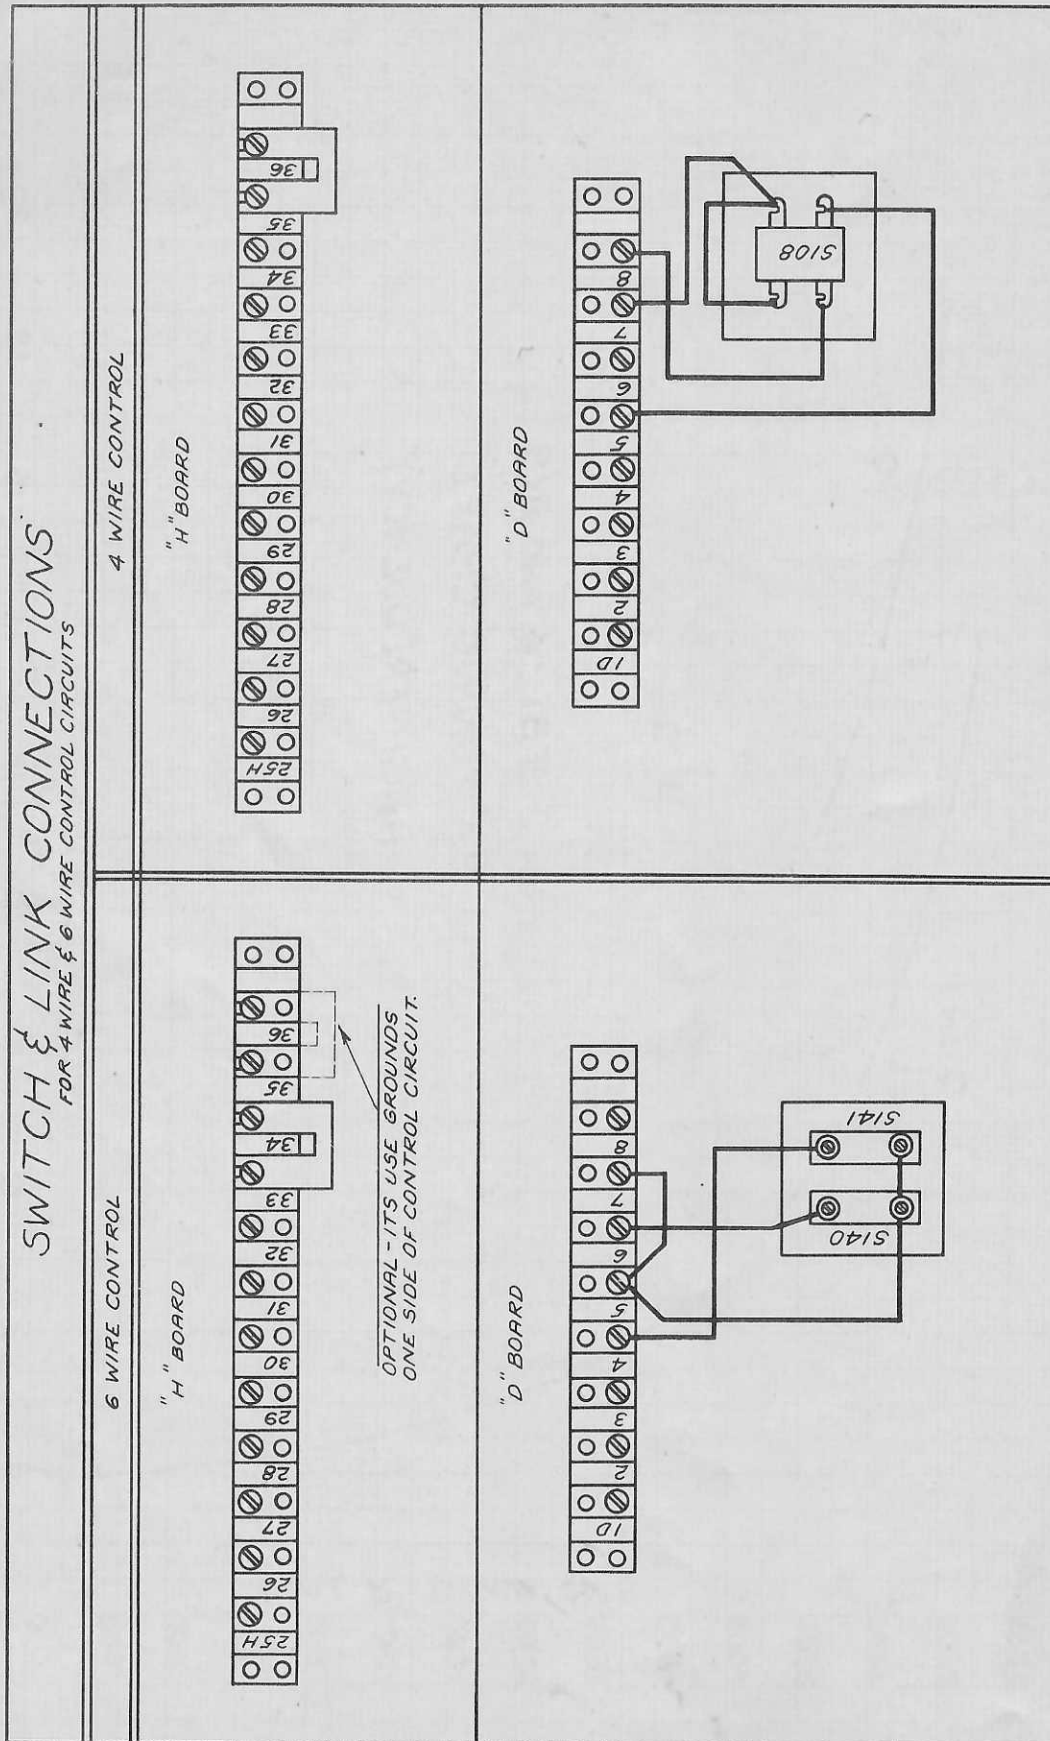 SWITCH & LINK CONNECTIONS
FOR 4 WIRE & 6 WIRE CONTROL CIRCUITS
6 WIRE CONTROL
"H" BOARD
25H
26
27
28
29
30
31
32
33
34
35
36
OPTIONAL - ITS USE GROUNDS
ONE SIDE OF CONTROL CIRCUIT.
"D" BOARD
1D
2
3
4
5
6
7
8
S140
S141
4 WIRE CONTROL
"H" BOARD
25H
26
27
28
29
30
31
32
33
34
35
36
"D" BOARD
1D
2
3
4
5
6
7
8
S108